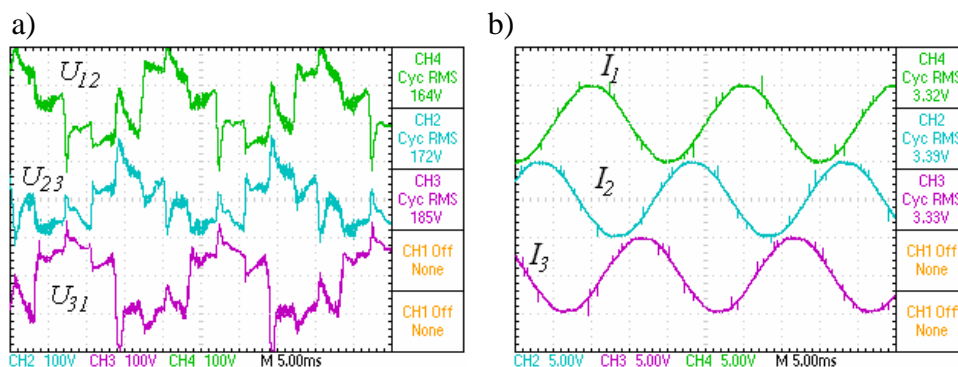 a)
U12
U23
U31
CH4
Cyc RMS
164V
CH2
Cyc RMS
172V
CH3
Cyc RMS
185V
CH1 Off
None
CH1 Off
None
CH2 100V CH3 100V CH4 100V M 5.00ms
b)
I1
I2
I3
CH4
Cyc RMS
3.32V
CH2
Cyc RMS
3.39V
CH3
Cyc RMS
3.33V
CH1 Off
None
CH1 Off
None
CH2 5.00V CH3 5.00V CH4 5.00V M 5.00ms